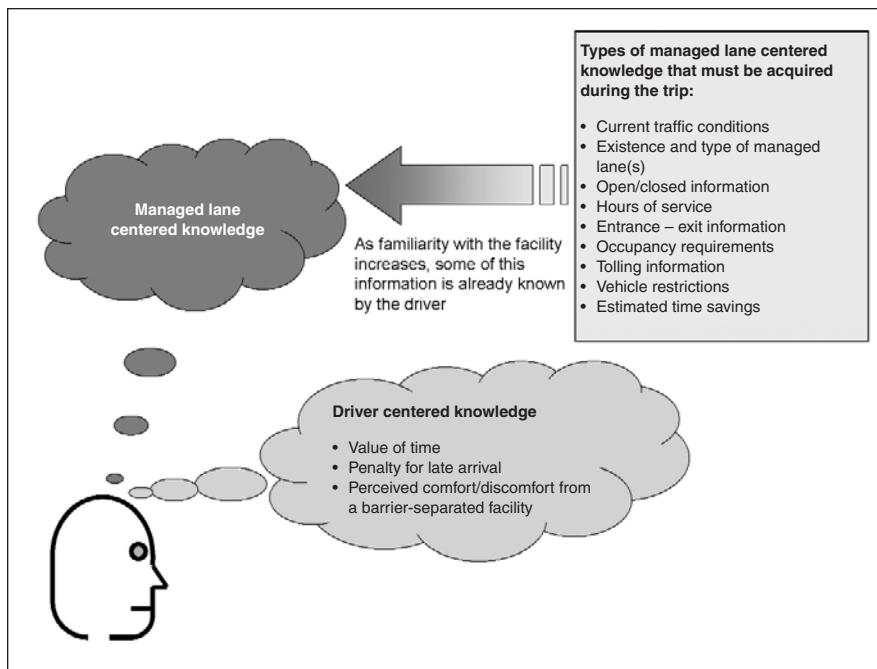 Types of managed lane centered
knowledge that must be acquired
during the trip:
• Current traffic conditions
• Existence and type of managed
lane(s)
• Open/closed information
• Hours of service
• Entrance – exit information
• Occupancy requirements
• Tolling information
• Vehicle restrictions
• Estimated time savings
Managed lane
centered knowledge
As familiarity with the facility
increases, some of this
information is already known
by the driver
Driver centered knowledge
• Value of time
• Penalty for late arrival
• Perceived comfort/discomfort from
a barrier-separated facility